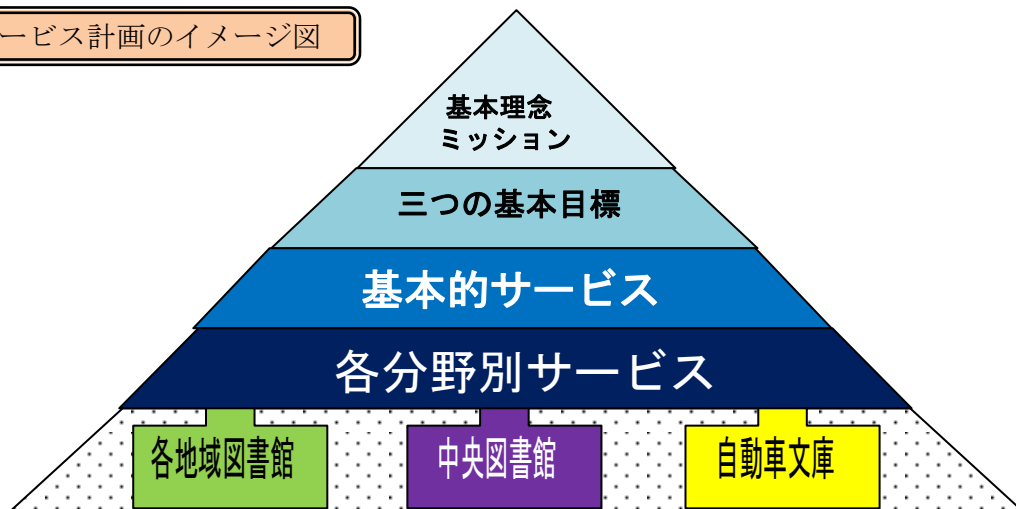 ービス計画のイメージ図
基本理念
ミッション
三つの基本目標
基本的サービス
各分野別サービス
各地域図書館
中央図書館
自動車文庫